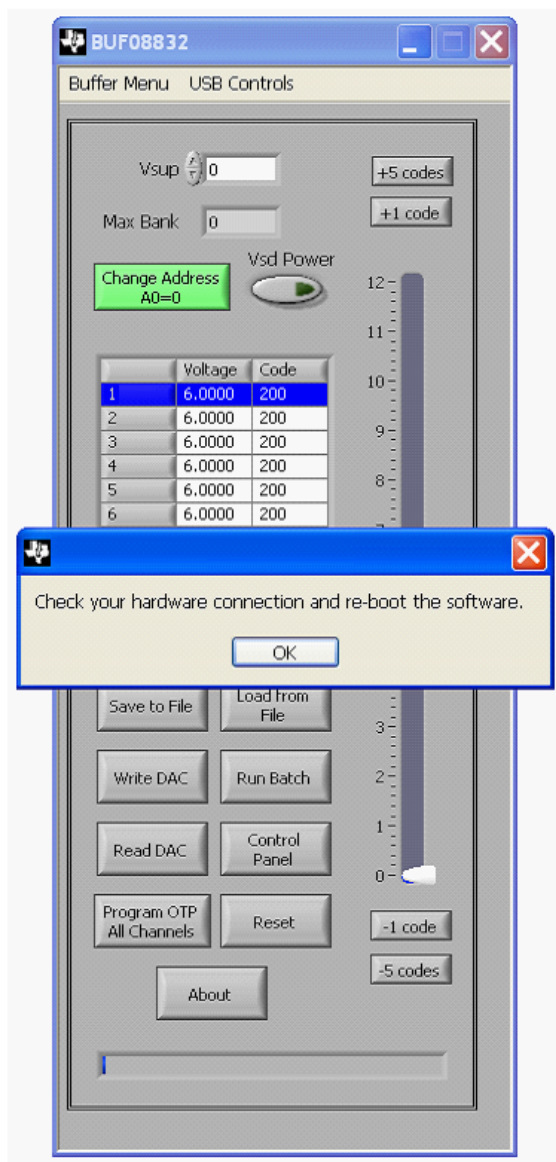 BUF08832
Buffer Menu USB Controls
Vsup 0
+5 codes
Max Bank 0
+1 code
Change Address
A0=0
Vsd Power
12
11
10
9
8
Voltage Code
1 6.0000 200
2 6.0000 200
3 6.0000 200
4 6.0000 200
5 6.0000 200
6 6.0000 200
Check your hardware connection and re-boot the software.
OK
Save to File
Load from
File
3
Write DAC
Run Batch
2
Read DAC
Control
Panel
1
0
Program OTP
All Channels
Reset
-1 code
-5 codes
About